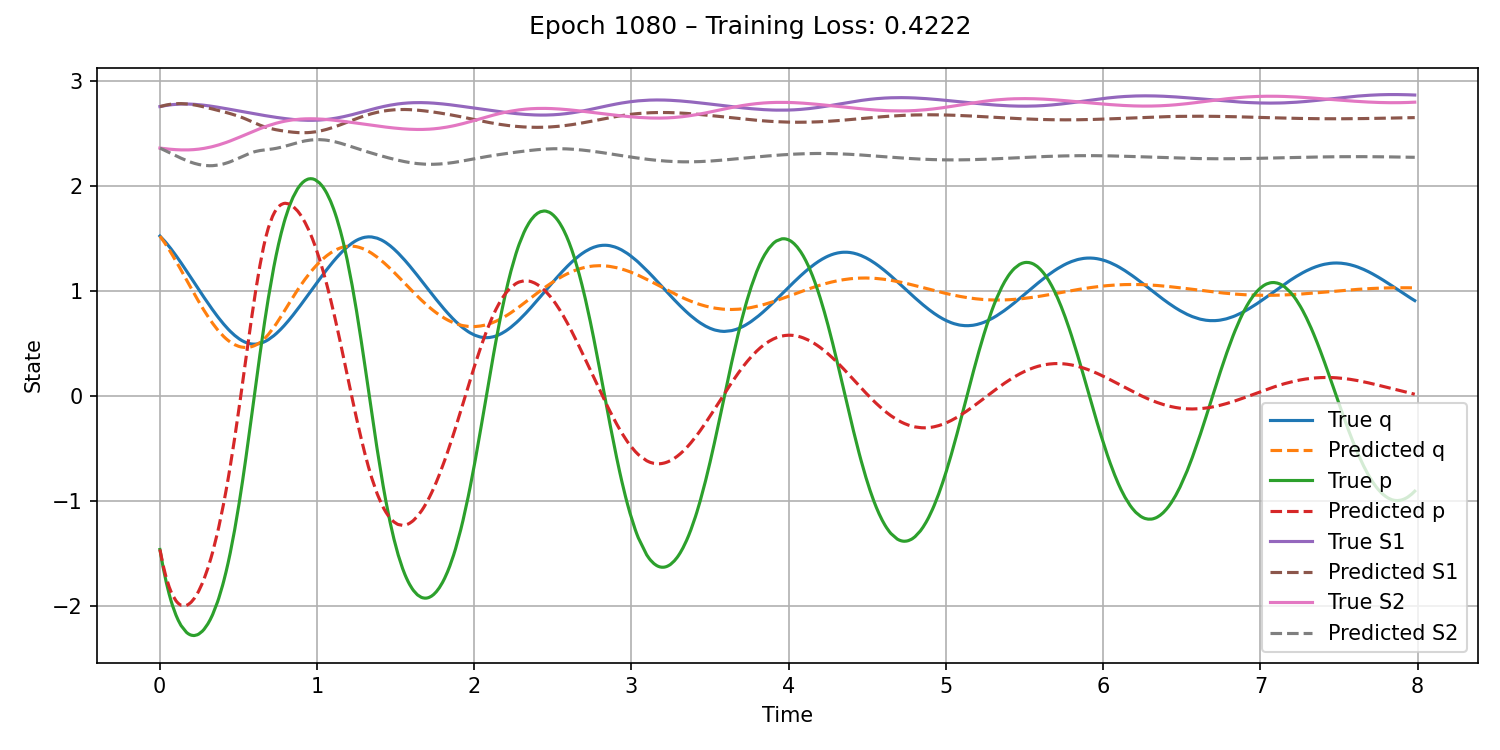 Epoch 1080 – Training Loss: 0.4222
3
2
1
0
−1
−2
State
0 1 2 3 4 5 6 7 8
Time
True q
Predicted q
True p
Predicted p
True S1
Predicted S1
True S2
Predicted S2